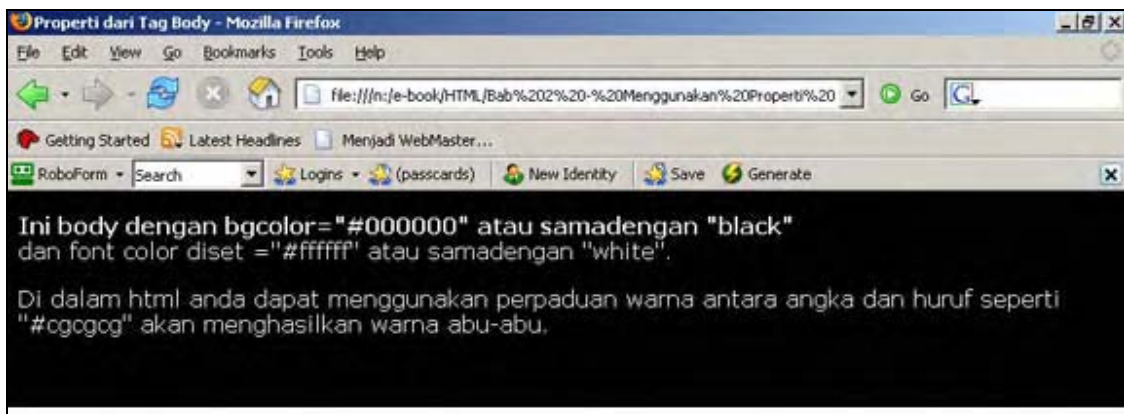 Properti dari Tag Body - Mozilla Firefox
File Edit View Go Bookmarks Tools Help
file:///n:/e-book/HTML/Bab%202%20-%20Menggunakan%20Properti%20 Go G
Getting Started Latest Headlines Menjadi WebMaster...
RoboForm Search Logins (passcards) New Identity Save Generate
Ini body dengan bgcolor="#000000" atau samadengan "black"
dan font color diset ="#ffffff" atau samadengan "white".
Di dalam html anda dapat menggunakan perpaduan warna antara angka dan huruf seperti
"#cgcgcg" akan menghasilkan warna abu-abu.